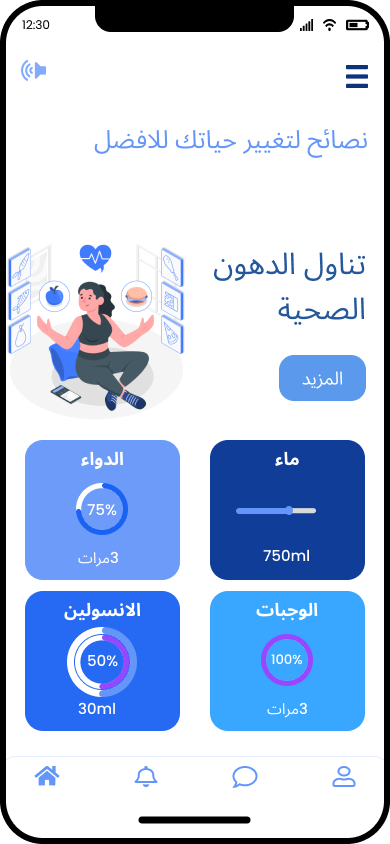 12:30
نصائح لتغيير حياتك للافضل
تناول الدهون
الصحية
المزيد
ماء
750ml
الدواء
75%
3مرات
الوجبات
100%
3مرات
الانسولين
50%
30ml